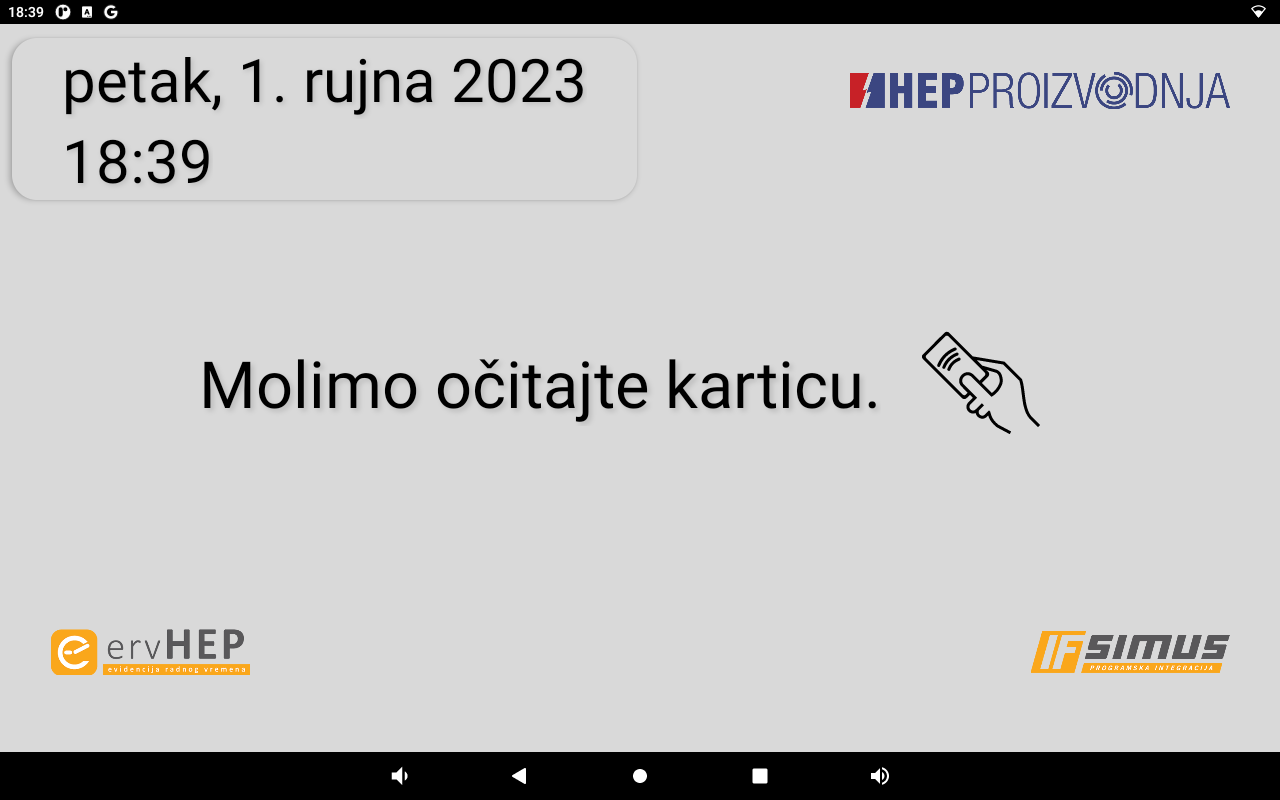 18:39
petak, 1. rujna 2023
18:39
HEP PROIZVODNJA
Molimo očitajte karticu.
ervHEP
evidencija radnog vremena
IF SIMUS
PROGRAMSKA INTEGRACIJA